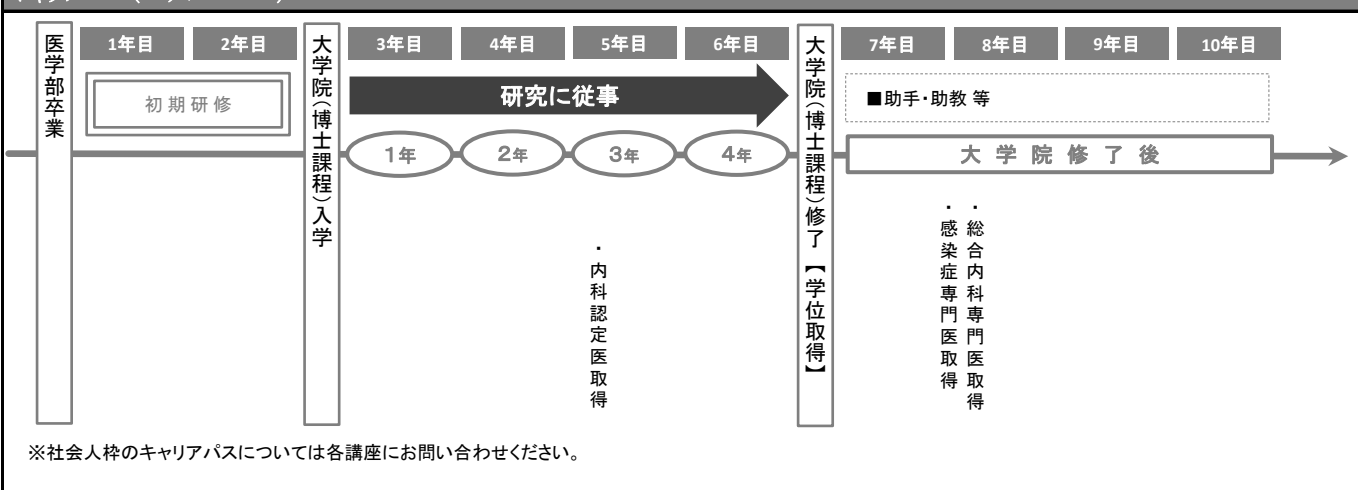 医学部卒業
1年目
2年目
初期研修
大学院(博士課程)入学
3年目
4年目
5年目
6年目
研究に従事
1年
2年
3年
4年
・内科認定医取得
大学院(博士課程)修了【学位取得】
7年目
8年目
9年目
10年目
■助手・助教 等
大学院修了後
・総合内科専門医取得
・感染症専門医取得
※社会人枠のキャリアパスについては各講座にお問い合わせください。